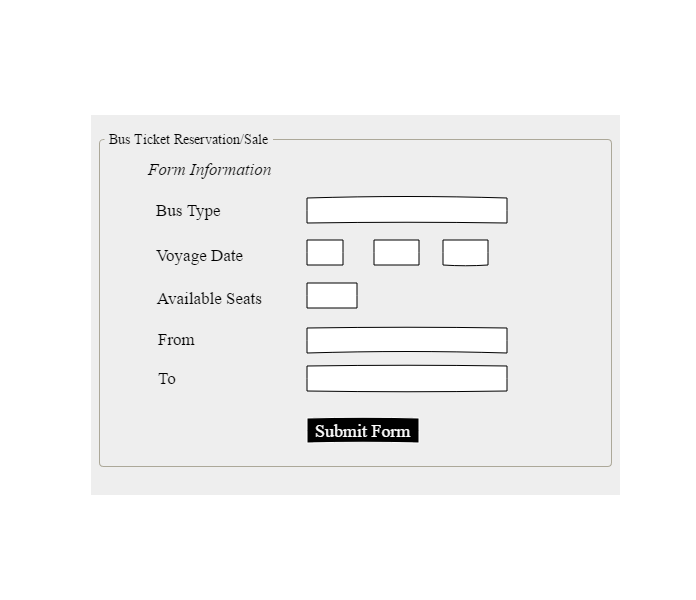 Bus Ticket Reservation/Sale
Form Information
Bus Type
Voyage Date
Available Seats
From
To
Submit Form